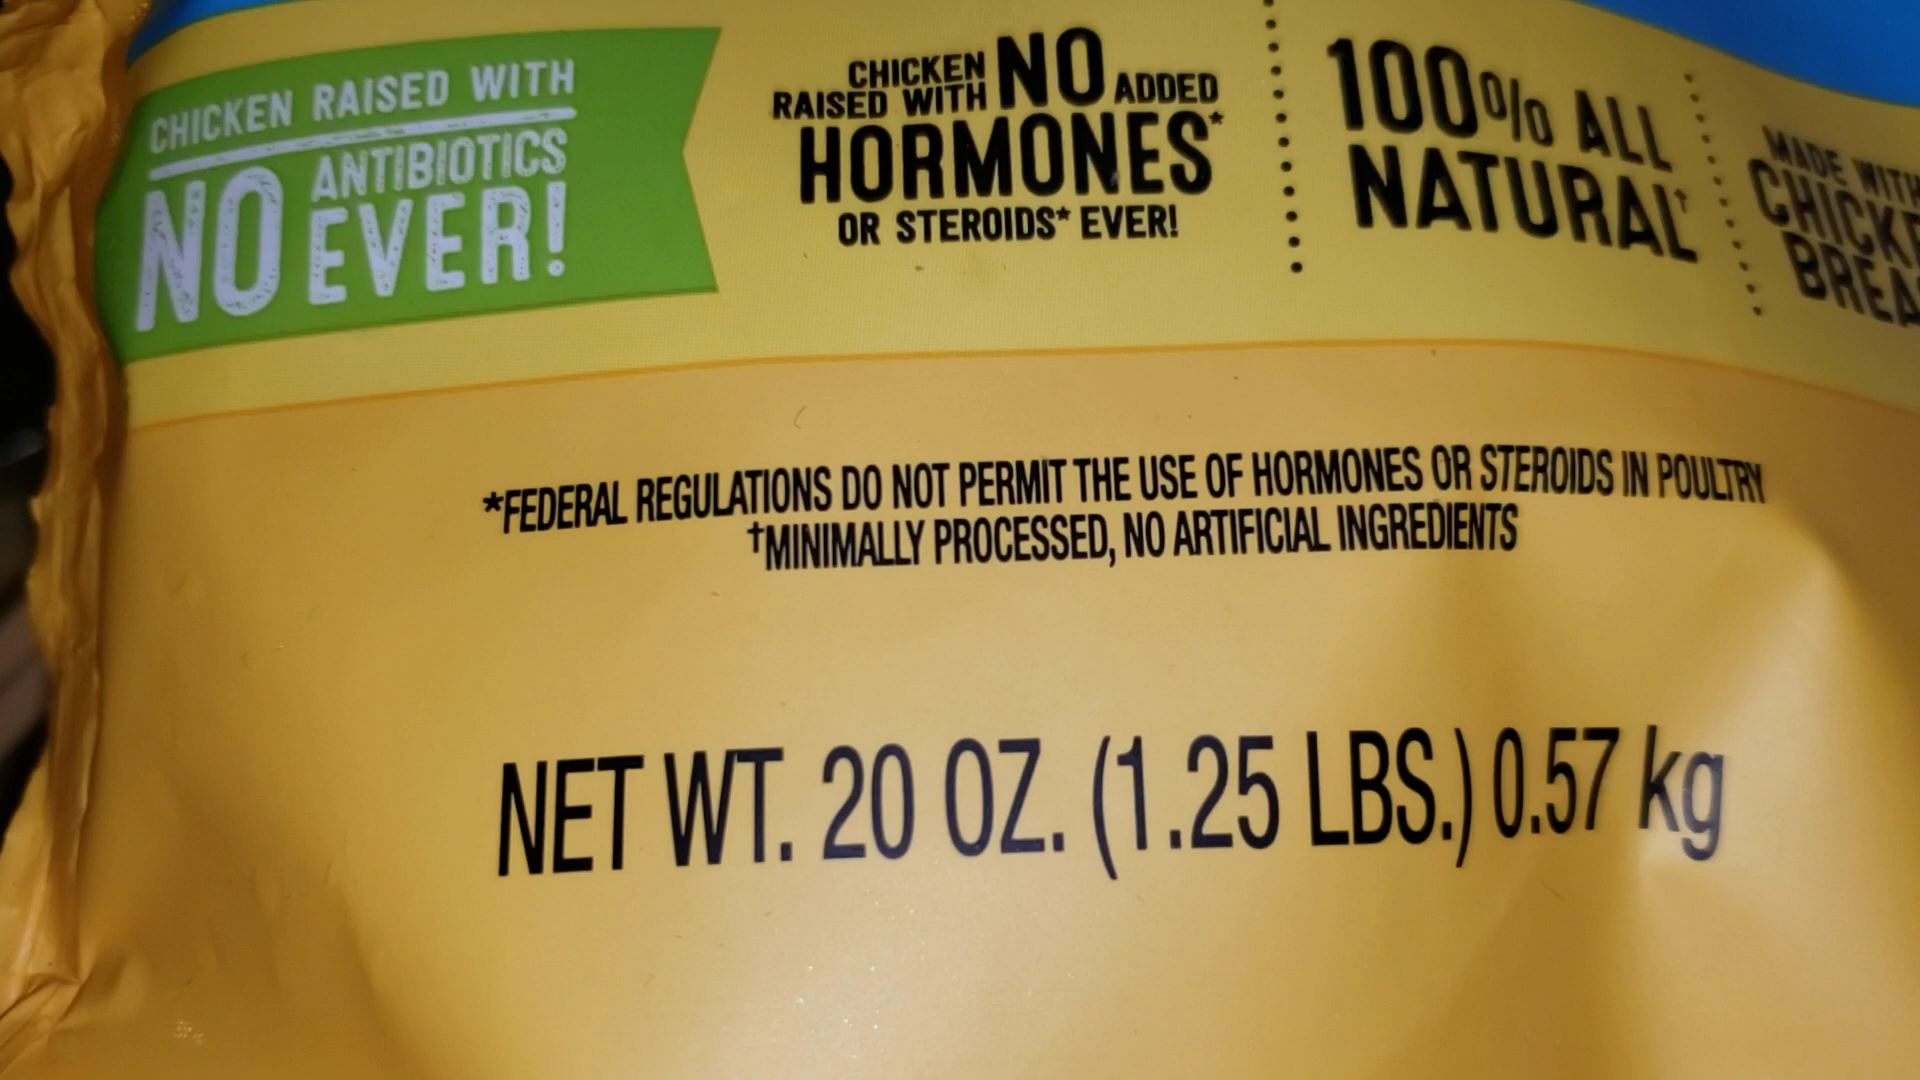 CHICKEN RAISED WITH
NO ANTIBIOTICS
EVER!
CHICKEN
RAISED WITH NO ADDED
HORMONES*
OR STEROIDS* EVER!
100% ALL
NATURAL†
MADE WITH
*FEDERAL REGULATIONS DO NOT PERMIT THE USE OF HORMONES OR STEROIDS IN POULTRY
†MINIMALLY PROCESSED, NO ARTIFICIAL INGREDIENTS
NET WT. 20 OZ. (1.25 LBS.) 0.57 kg